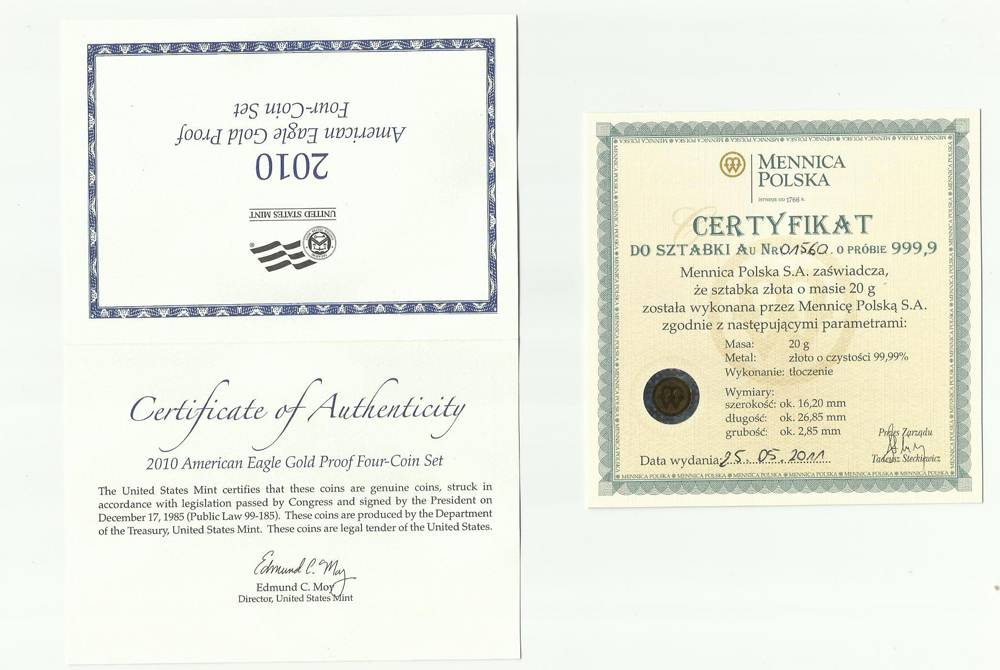 2010
American Eagle Gold Proof
Four-Coin Set
UNITED STATES MINT
Certificate of Authenticity
2010 American Eagle Gold Proof Four-Coin Set
The United States Mint certifies that these coins are genuine coins, struck in
accordance with legislation passed by Congress and signed by the President on
December 17, 1985 (Public Law 99-185). These coins are produced by the Department
of the Treasury, United States Mint. These coins are legal tender of the United States.
Edmund C. Moy
Edmund C. Moy
Director, United States Mint
MENNICA
POLSKA
ISTNIEJE OD 1766 R.
CERTYFIKAT
DO SZTABKI AU NR 01560 O PRÓBIE 999,9
Mennica Polska S.A. zaświadcza,
że sztabka złota o masie 20 g
została wykonana przez Mennicę Polską S.A.
zgodnie z następującymi parametrami:
Masa: 20 g
Metal: złoto o czystości 99,99%
Wykonanie: tłoczenie
Wymiary:
szerokość: ok. 16,20 mm
długość: ok. 26,85 mm
grubość: ok. 2,85 mm
Prezes Zarządu
Tadeusz Steckiewicz
Data wydania: 25.05.2011